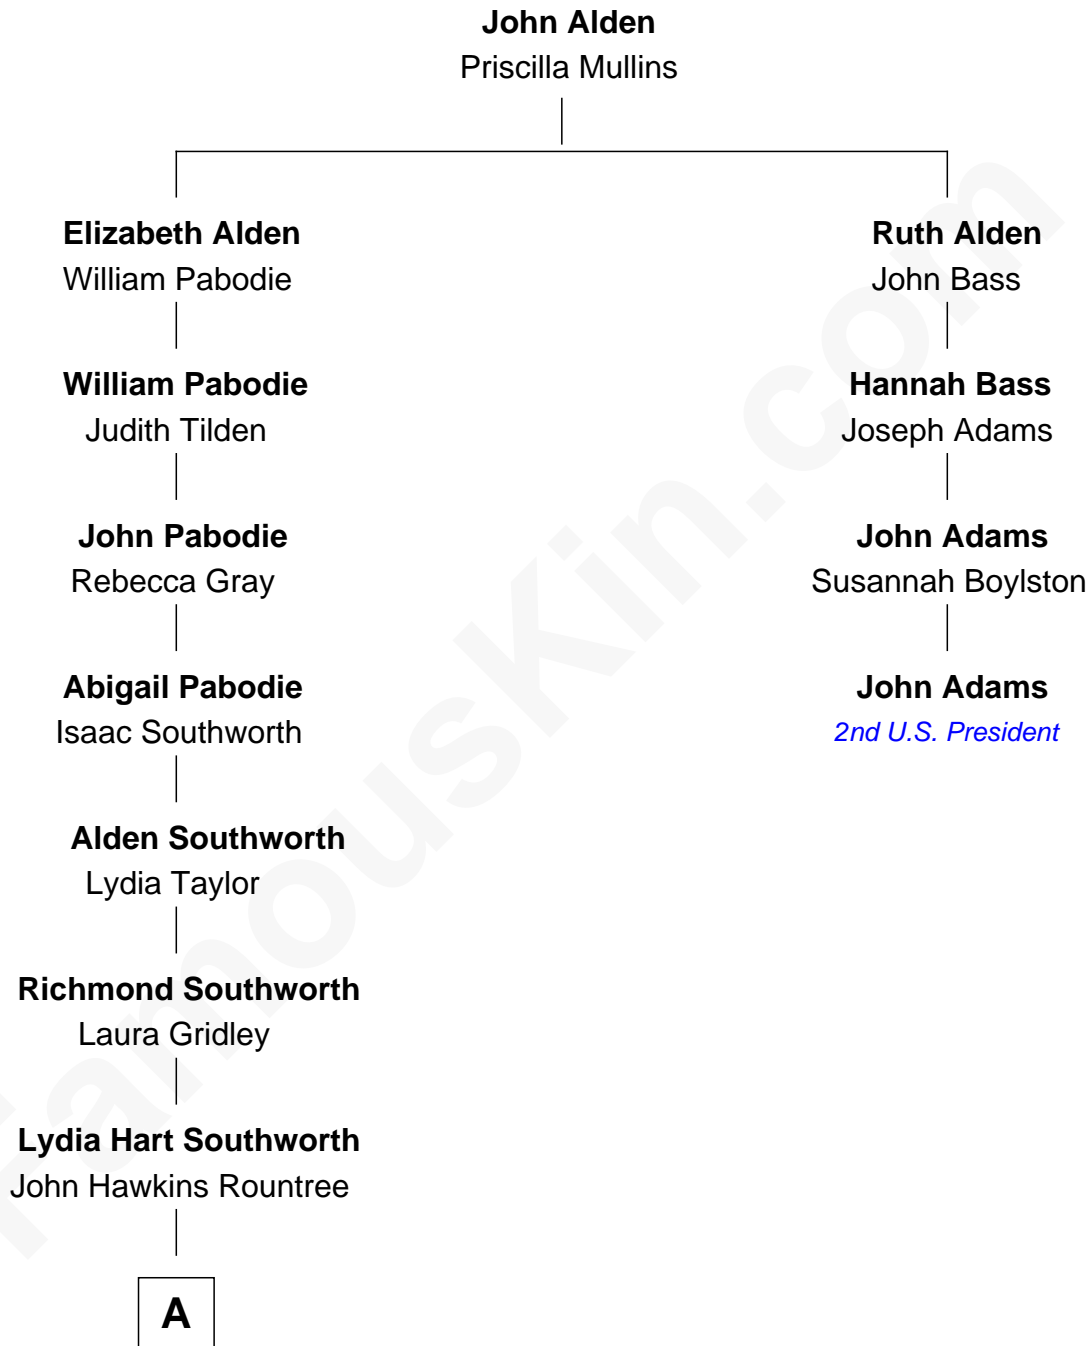 John Alden
Priscilla Mullins
Elizabeth Alden
William Pabodie
Ruth Alden
John Bass
William Pabodie
Judith Tilden
Hannah Bass
Joseph Adams
John Pabodie
Rebecca Gray
John Adams
Susannah Boylston
Abigail Pabodie
Isaac Southworth
John Adams
2nd U.S. President
Alden Southworth
Lydia Taylor
Richmond Southworth
Laura Gridley
Lydia Hart Southworth
John Hawkins Rountree
A
FamousKin.com